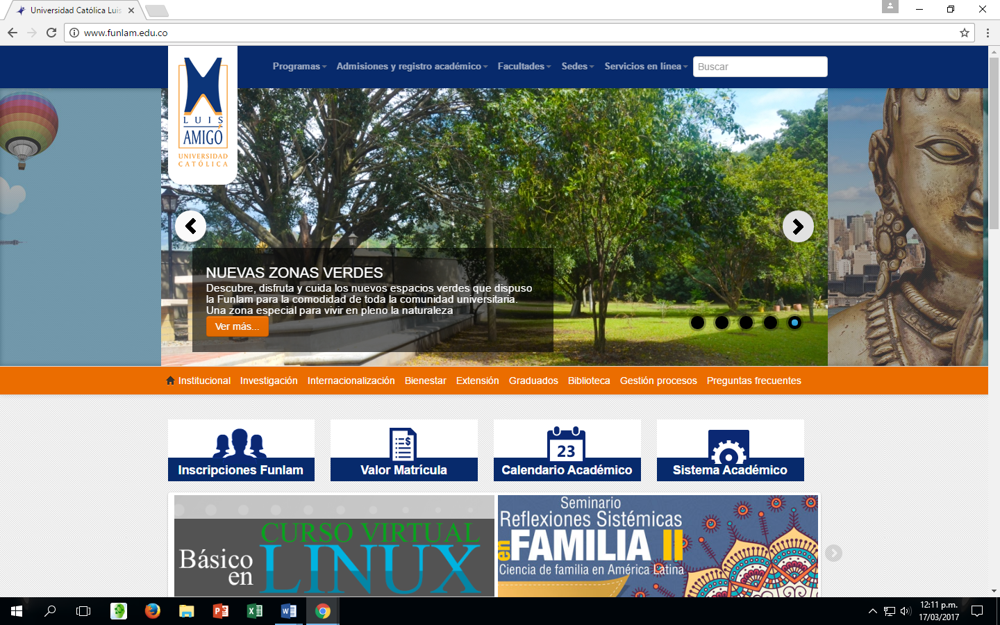 Universidad Católica Luis
www.funlam.edu.co
LUIS
AMIGÓ
UNIVERSIDAD
CATÓLICA
Programas Admisiones y registro académico Facultades Sedes Servicios en línea Buscar
NUEVAS ZONAS VERDES
Descubre, disfruta y cuida los nuevos espacios verdes que dispuso
la Funlam para la comodidad de toda la comunidad universitaria.
Una zona especial para vivir en pleno la naturaleza
Ver más...
Institucional Investigación Internacionalización Bienestar Extensión Graduados Biblioteca Gestión procesos Preguntas frecuentes
23
Inscripciones Funlam Valor Matrícula Calendario Académico Sistema Académico
CURSO VIRTUAL
Básico
en
LINUX
Seminario
Reflexiones Sistémicas
en FAMILIA II
Ciencia de familia en América Latina
12:11 p.m.
17/03/2017